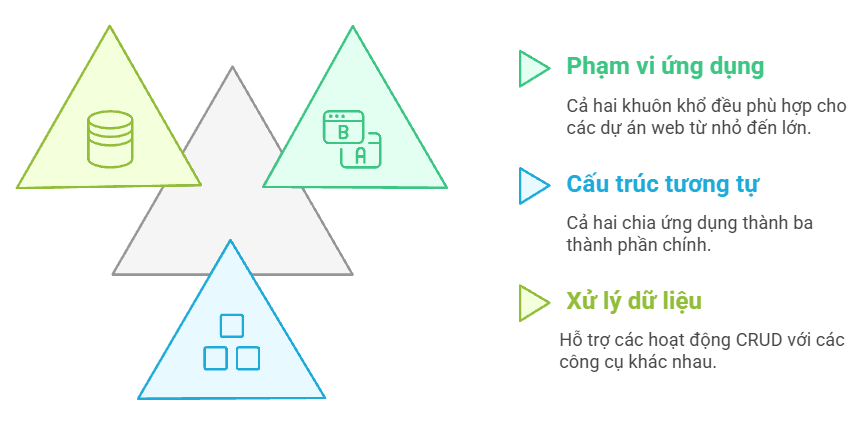 B
A
Phạm vi ứng dụng
Cả hai khuôn khổ đều phù hợp cho
các dự án web từ nhỏ đến lớn.
Cấu trúc tương tự
Cả hai chia ứng dụng thành ba
thành phần chính.
Xử lý dữ liệu
Hỗ trợ các hoạt động CRUD với các
công cụ khác nhau.